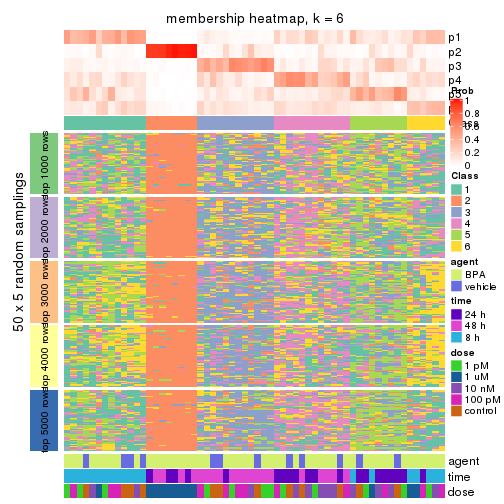 membership heatmap, k = 6
p1
p2
p3
p4
Prob
1
0.8
0.6
0.4
0.2
0
Class
1
2
3
4
5
6
agent
BPA
vehicle
time
24 h
48 h
8 h
dose
1 pM
1 uM
10 nM
100 pM
control
50 x 5 random samplings
top 1000 rows
top 2000 rows
top 3000 rows
top 4000 rows
top 5000 rows
agent
time
dose